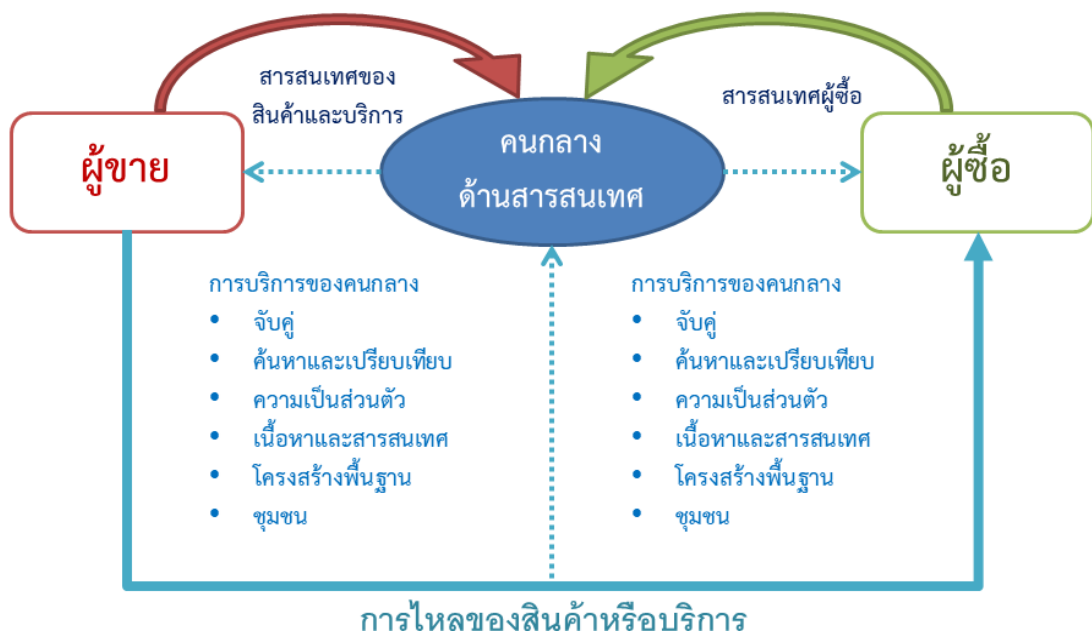 สารสนเทศของ
สินค้าและบริการ
สารสนเทศผู้ซื้อ
ผู้ขาย
คนกลาง
ด้านสารสนเทศ
ผู้ซื้อ
การบริการของคนกลาง
• จับคู่
• ค้นหาและเปรียบเทียบ
• ความเป็นส่วนตัว
• เนื้อหาและสารสนเทศ
• โครงสร้างพื้นฐาน
• ชุมชน
การบริการของคนกลาง
• จับคู่
• ค้นหาและเปรียบเทียบ
• ความเป็นส่วนตัว
• เนื้อหาและสารสนเทศ
• โครงสร้างพื้นฐาน
• ชุมชน
การไหลของสินค้าหรือบริการ